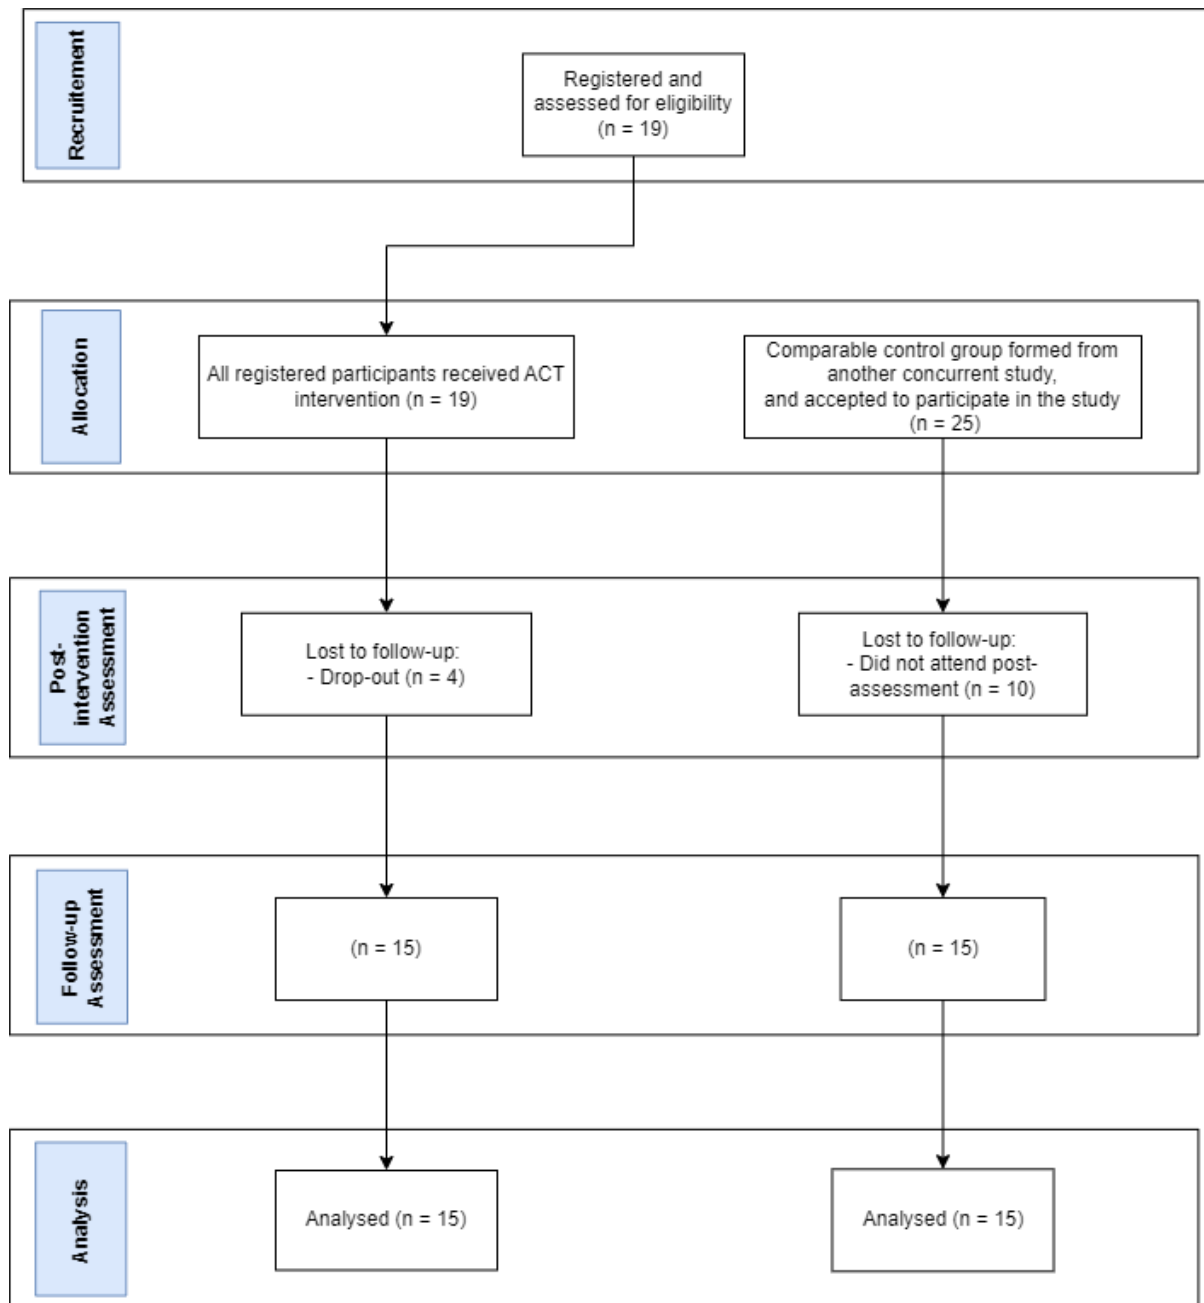 Recruitement
Registered and
assessed for eligibility
(n = 19)
Allocation
All registered participants received ACT
intervention (n = 19)
Comparable control group formed from
another concurrent study,
and accepted to participate in the study
(n = 25)
Post-
intervention
Assessment
Lost to follow-up:
- Drop-out (n = 4)
Lost to follow-up:
- Did not attend post-
assessment (n = 10)
Follow-up
Assessment
(n = 15)
(n = 15)
Analysis
Analysed (n = 15)
Analysed (n = 15)